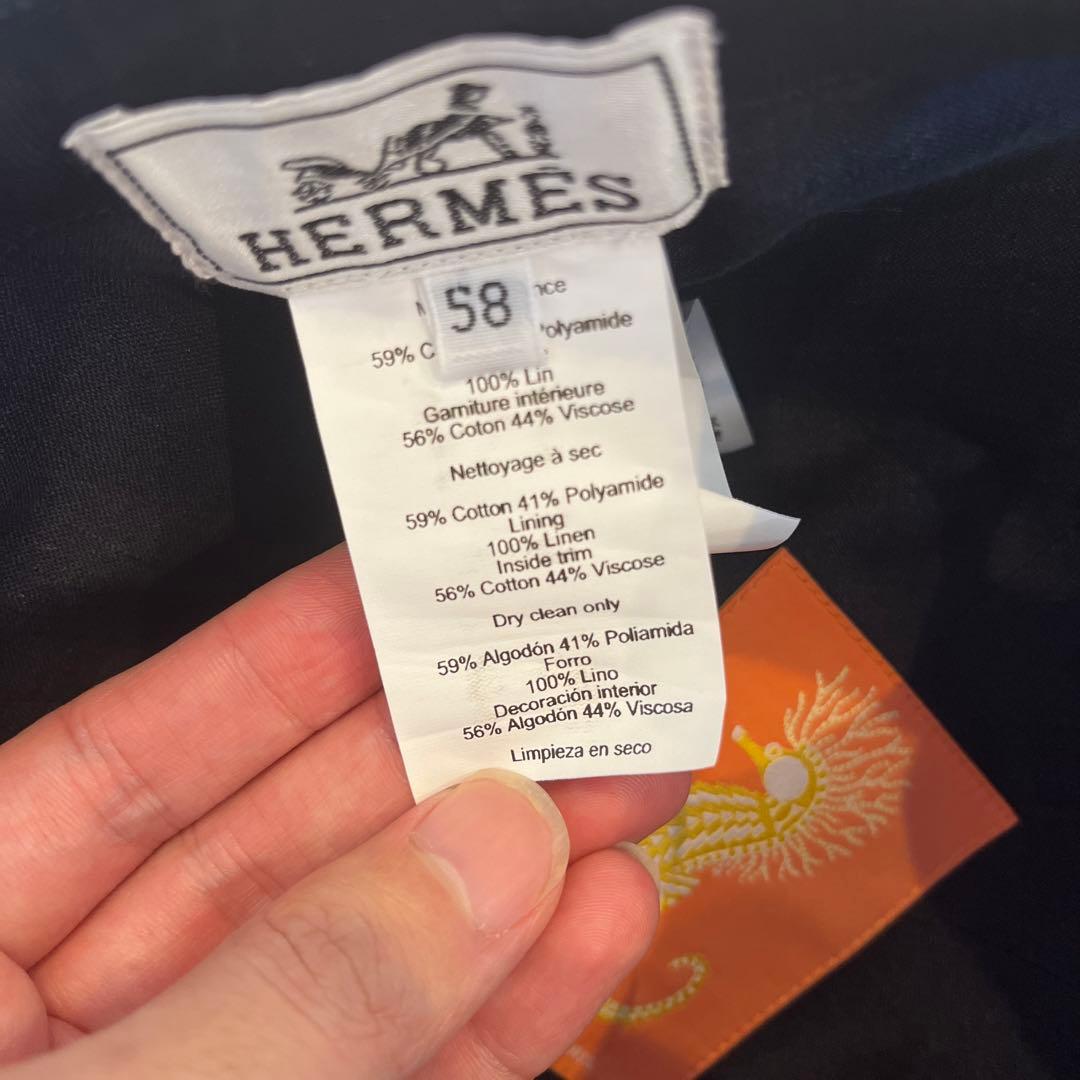 HERMÈS
58
59%
100% Lin
Garniture intérieure
56% Coton 44% Viscose
Nettoyage à sec
59% Cotton 41% Polyamide
Lining
100% Linen
Inside trim
56% Cotton 44% Viscose
Dry clean only
59% Algodón 41% Poliamida
Forro
100% Lino
Decoración interior
56% Algodón 44% Viscosa
Limpieza en seco